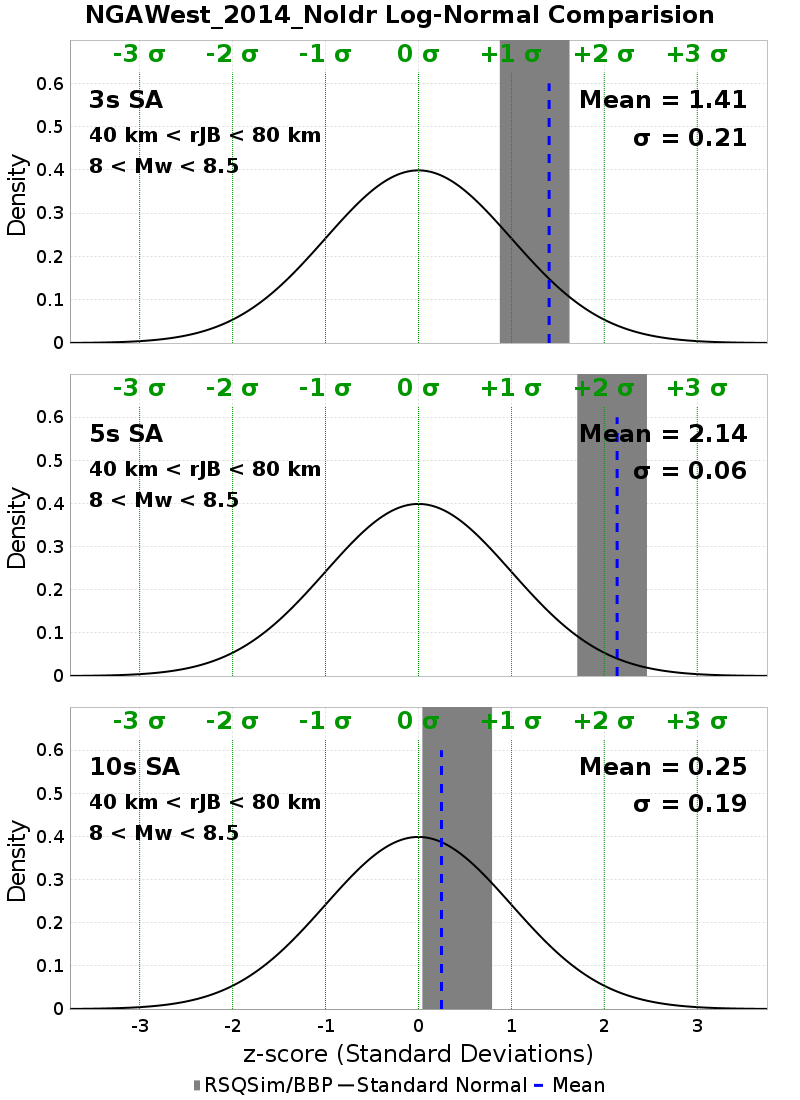 NGAWest_2014_NoIdr Log-Normal Comparision
-3 σ -2 σ -1 σ 0 σ +1 σ +2 σ +3 σ
3s SA
40 km < rJB < 80 km
8 < Mw < 8.5
Mean = 1.41
σ = 0.21
Density
0.6
0.5
0.4
0.3
0.2
0.1
0
-3 σ -2 σ -1 σ 0 σ +1 σ +2 σ +3 σ
5s SA
40 km < rJB < 80 km
8 < Mw < 8.5
Mean = 2.14
σ = 0.06
Density
0.6
0.5
0.4
0.3
0.2
0.1
0
-3 σ -2 σ -1 σ 0 σ +1 σ +2 σ +3 σ
10s SA
40 km < rJB < 80 km
8 < Mw < 8.5
Mean = 0.25
σ = 0.19
Density
0.6
0.5
0.4
0.3
0.2
0.1
0
-3 -2 -1 0 1 2 3
z-score (Standard Deviations)
RSQSim/BBP Standard Normal Mean